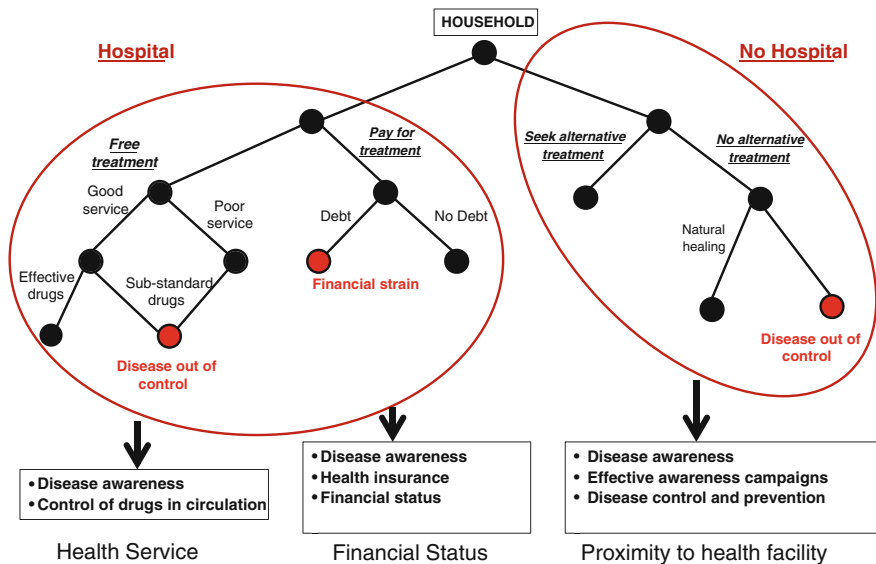 HOUSEHOLD
Hospital
No Hospital
Free
treatment
Pay for
treatment
Seek alternative
treatment
No alternative
treatment
Good
service
Poor
service
Debt
No Debt
Natural
healing
Effective
drugs
Sub-standard
drugs
Financial strain
Disease out of
control
Disease out of
control
• Disease awareness
• Control of drugs in circulation
Health Service
• Disease awareness
• Health insurance
• Financial status
Financial Status
• Disease awareness
• Effective awareness campaigns
• Disease control and prevention
Proximity to health facility